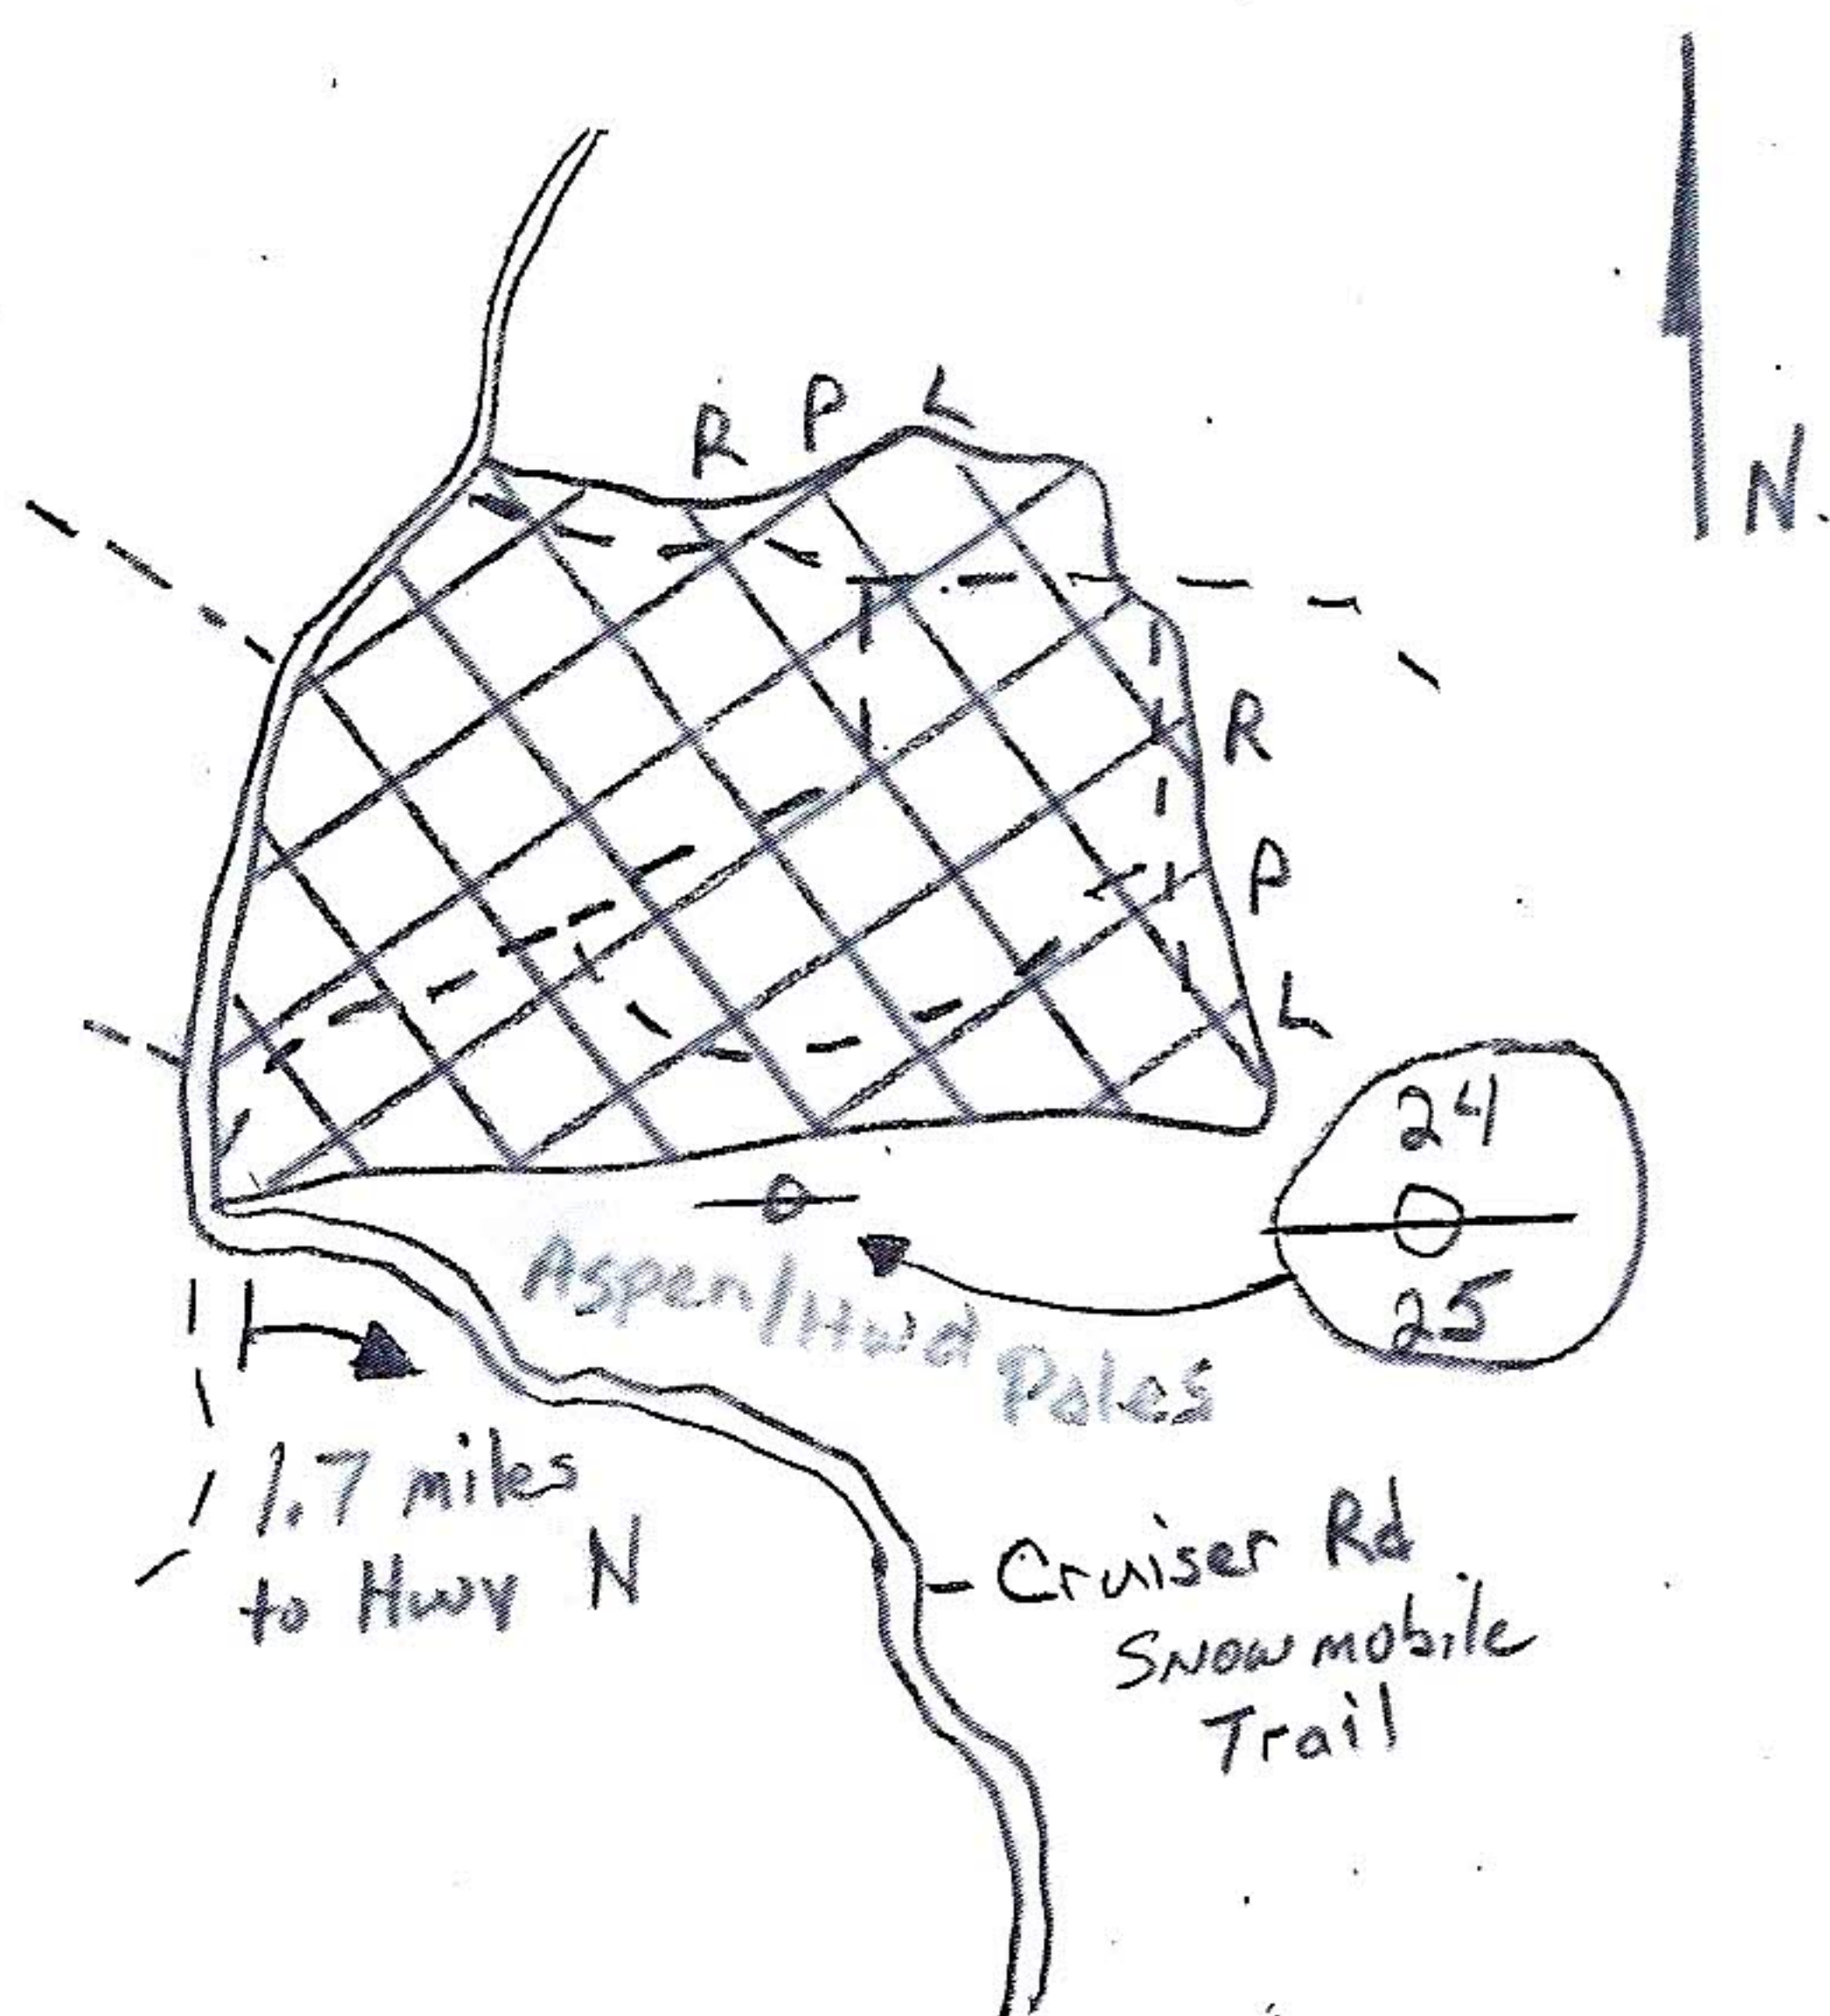 N.
R P L
R
P
L
24
25
Aspen/Hwd
Poles
1.7 miles
to Hwy N
Cruiser Rd
Snowmobile
Trail